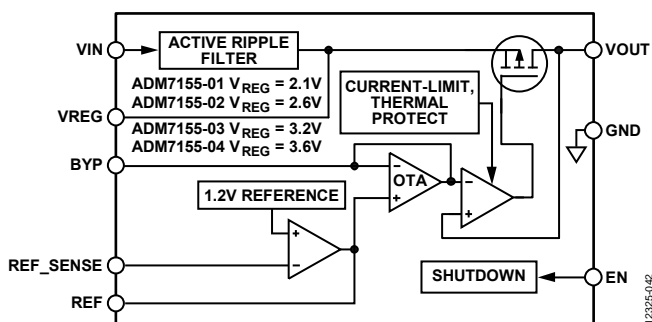 VIN
ACTIVE RIPPLE
FILTER
VOUT
ADM7155-01 VREG = 2.1V
ADM7155-02 VREG = 2.6V
ADM7155-03 VREG = 3.2V
ADM7155-04 VREG = 3.6V
CURRENT-LIMIT,
THERMAL
PROTECT
VREG
GND
BYP
–
OTA
+
–
+
1.2V REFERENCE
+
–
REF_SENSE
SHUTDOWN
EN
REF
12325-042